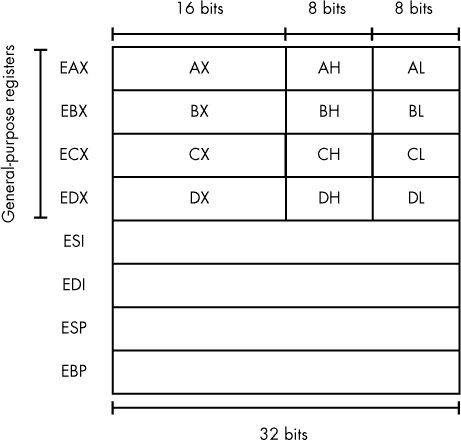 16 bits 8 bits 8 bits
General-purpose registers
EAX AX AH AL
EBX BX BH BL
ECX CX CH CL
EDX DX DH DL
ESI
EDI
ESP
EBP
32 bits